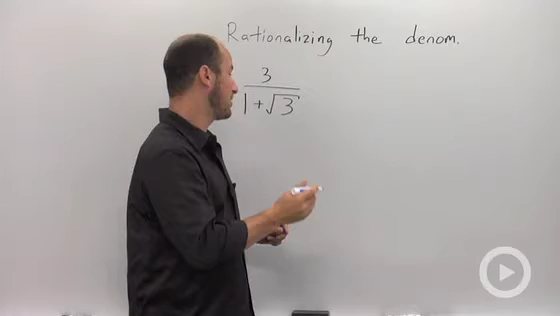 Rationalizing the denom.
3
1+√3